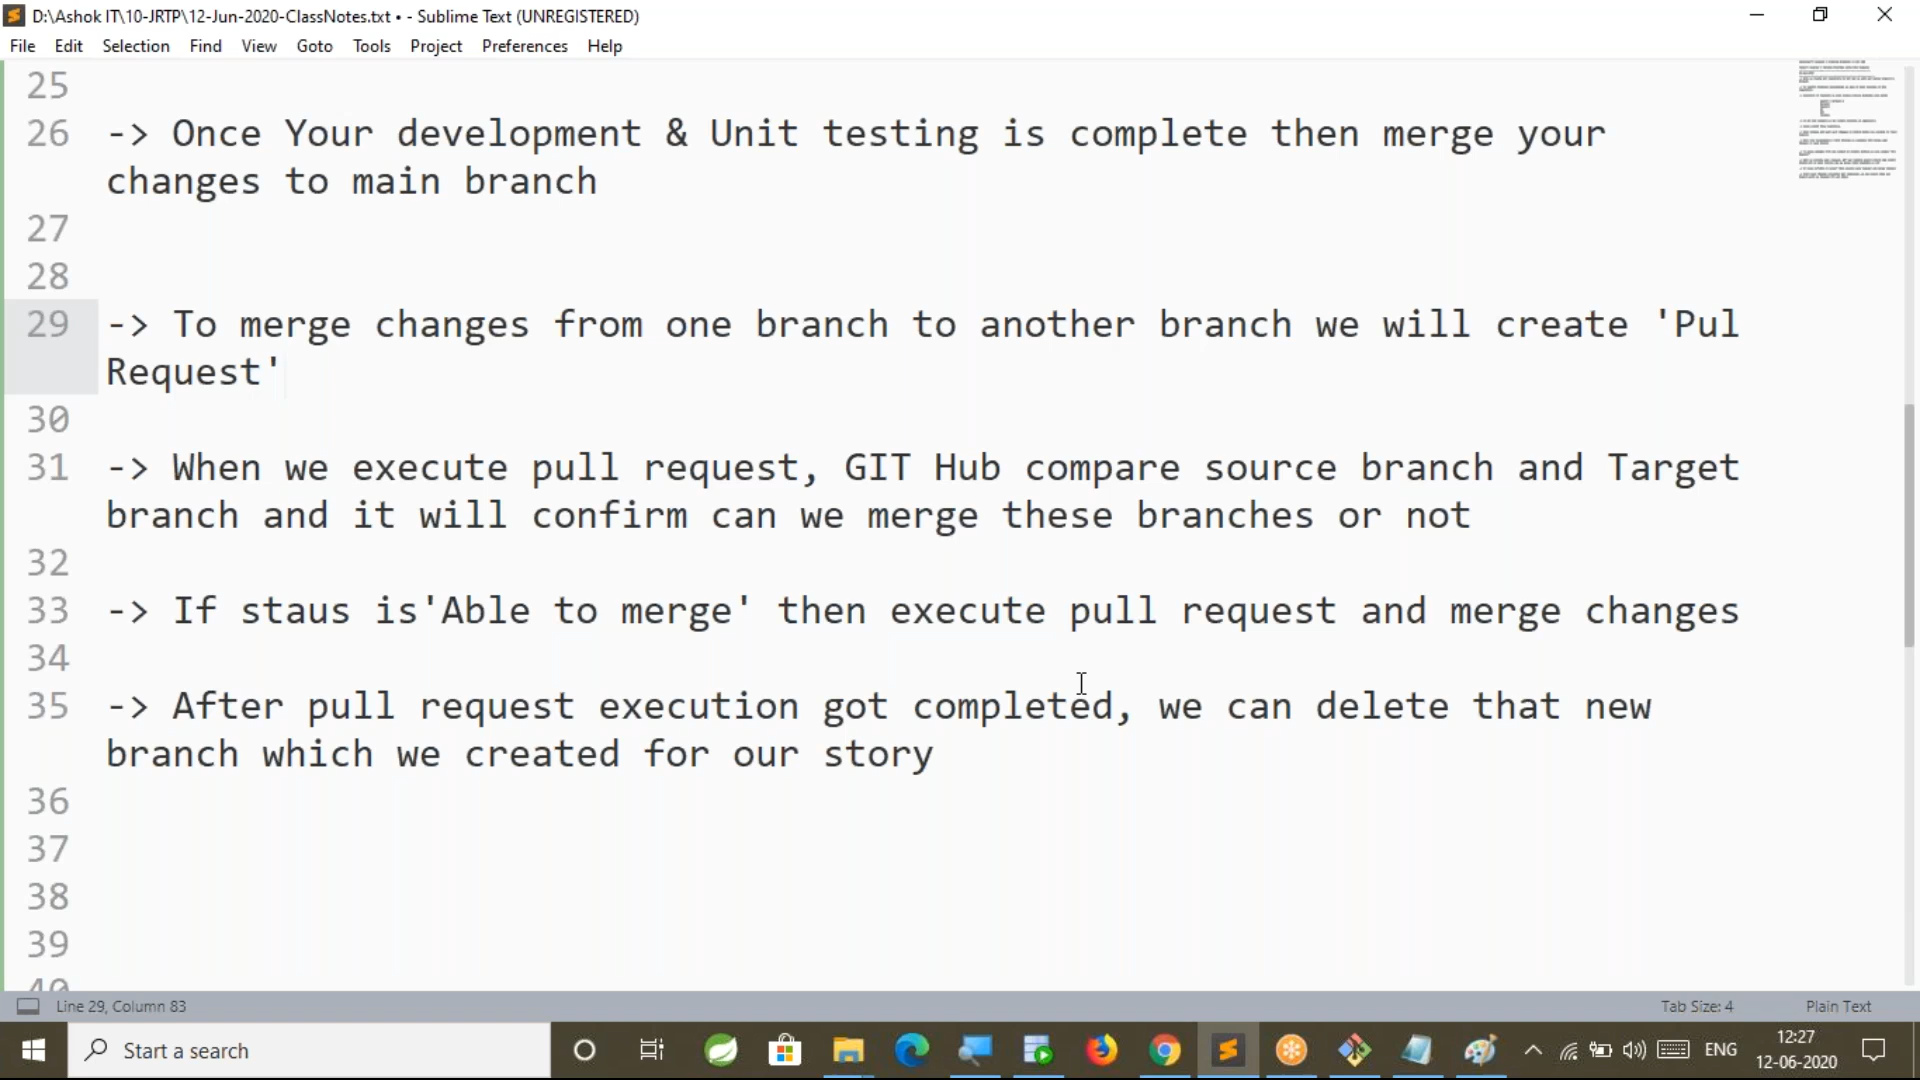 D:\Ashok IT\10-JRTP\12-Jun-2020-ClassNotes.txt • - Sublime Text (UNREGISTERED)
File Edit Selection Find View Goto Tools Project Preferences Help
25
26 -> Once Your development & Unit testing is complete then merge your
changes to main branch
27
28
29 -> To merge changes from one branch to another branch we will create 'Pul
Request'
30
31 -> When we execute pull request, GIT Hub compare source branch and Target
branch and it will confirm can we merge these branches or not
32
33 -> If staus is'Able to merge' then execute pull request and merge changes
34
35 -> After pull request execution got completed, we can delete that new
branch which we created for our story
36
37
38
39
40
Line 29, Column 83 Tab Size: 4 Plain Text
Start a search ENG 12:27
12-06-2020